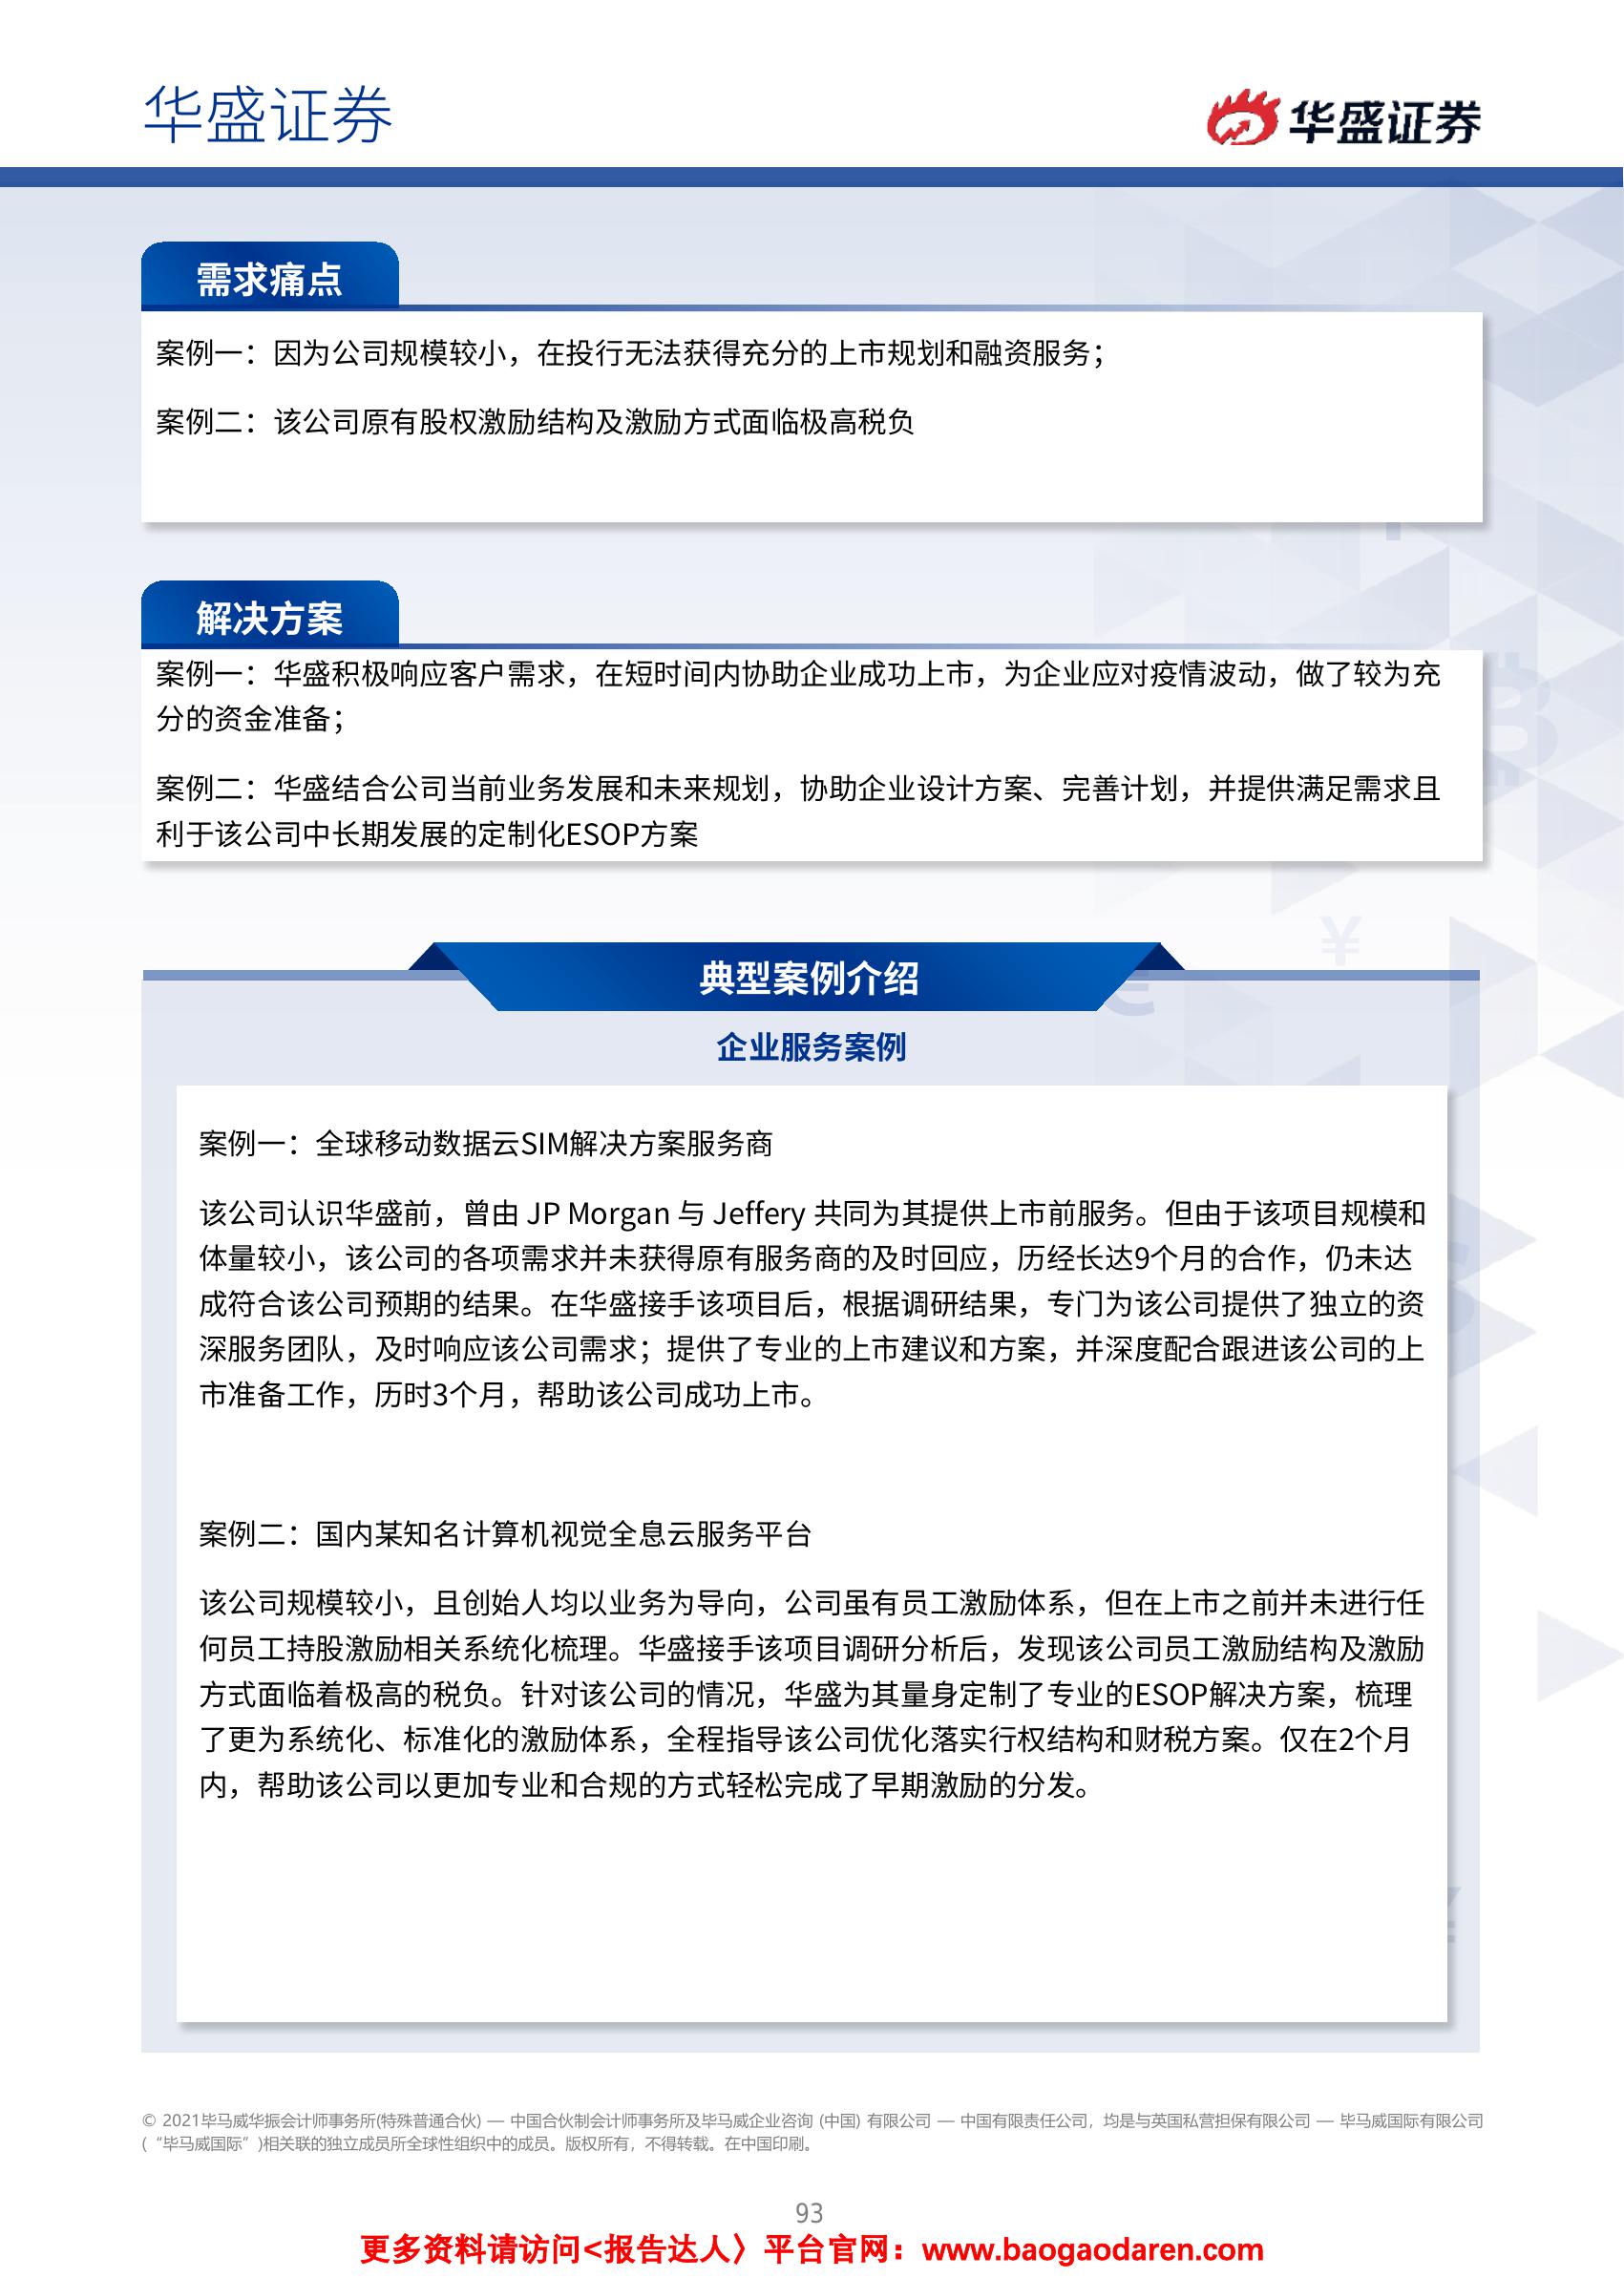 华盛证券
华盛证券
需求痛点
案例一：因为公司规模较小，在投行无法获得充分的上市规划和融资服务；
案例二：该公司原有股权激励结构及激励方式面临极高税负
解决方案
案例一：华盛积极响应客户需求，在短时间内协助企业成功上市，为企业应对疫情波动，做了较为充
分的资金准备；
案例二：华盛结合公司当前业务发展和未来规划，协助企业设计方案、完善计划，并提供满足需求且
利于该公司中长期发展的定制化ESOP方案
典型案例介绍
企业服务案例
案例一：全球移动数据云SIM解决方案服务商
该公司认识华盛前，曾由 JP Morgan 与 Jeffery 共同为其提供上市前服务。但由于该项目规模和
体量较小，该公司的各项需求并未获得原有服务商的及时回应，历经长达9个月的合作，仍未达
成符合该公司预期的结果。在华盛接手该项目后，根据调研结果，专门为该公司提供了独立的资
深服务团队，及时响应该公司需求；提供了专业的上市建议和方案，并深度配合跟进该公司的上
市准备工作，历时3个月，帮助该公司成功上市。
案例二：国内某知名计算机视觉全息云服务平台
该公司规模较小，且创始人均以业务为导向，公司虽有员工激励体系，但在上市之前并未进行任
何员工持股激励相关系统化梳理。华盛接手该项目调研分析后，发现该公司员工激励结构及激励
方式面临着极高的税负。针对该公司的情况，华盛为其量身定制了专业的ESOP解决方案，梳理
了更为系统化、标准化的激励体系，全程指导该公司优化落实行权结构和财税方案。仅在2个月
内，帮助该公司以更加专业和合规的方式轻松完成了早期激励的分发。
© 2021毕马威华振会计师事务所(特殊普通合伙) — 中国合伙制会计师事务所及毕马威企业咨询 (中国) 有限公司 — 中国有限责任公司，均是与英国私营担保有限公司 — 毕马威国际有限公司
(“毕马威国际”)相关联的独立成员所全球性组织中的成员。版权所有，不得转载。在中国印刷。
93
更多资料请访问<报告达人〉平台官网：www.baogaodaren.com